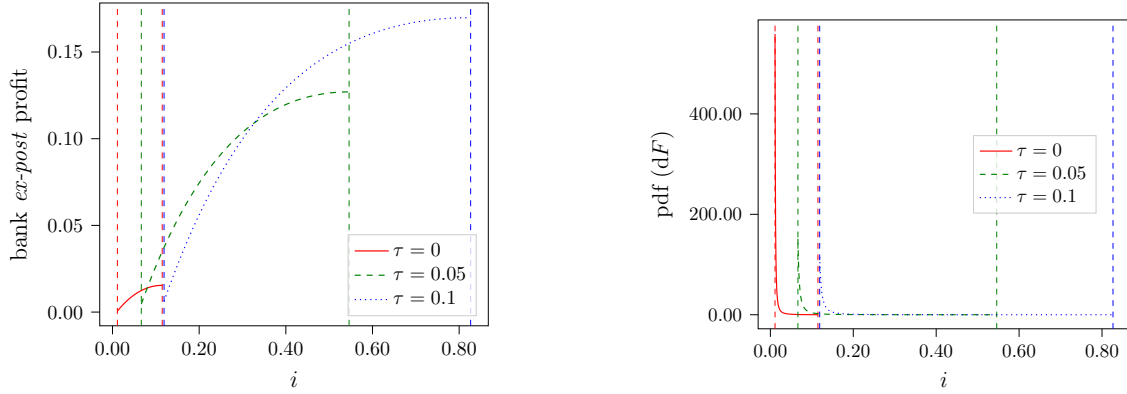 0.15
0.10
0.05
0.00
bank ex-post profit
τ = 0
τ = 0.05
τ = 0.1
0.00 0.20 0.40 0.60 0.80
i
400.00
200.00
0.00
pdf (dF)
τ = 0
τ = 0.05
τ = 0.1
0.00 0.20 0.40 0.60 0.80
i